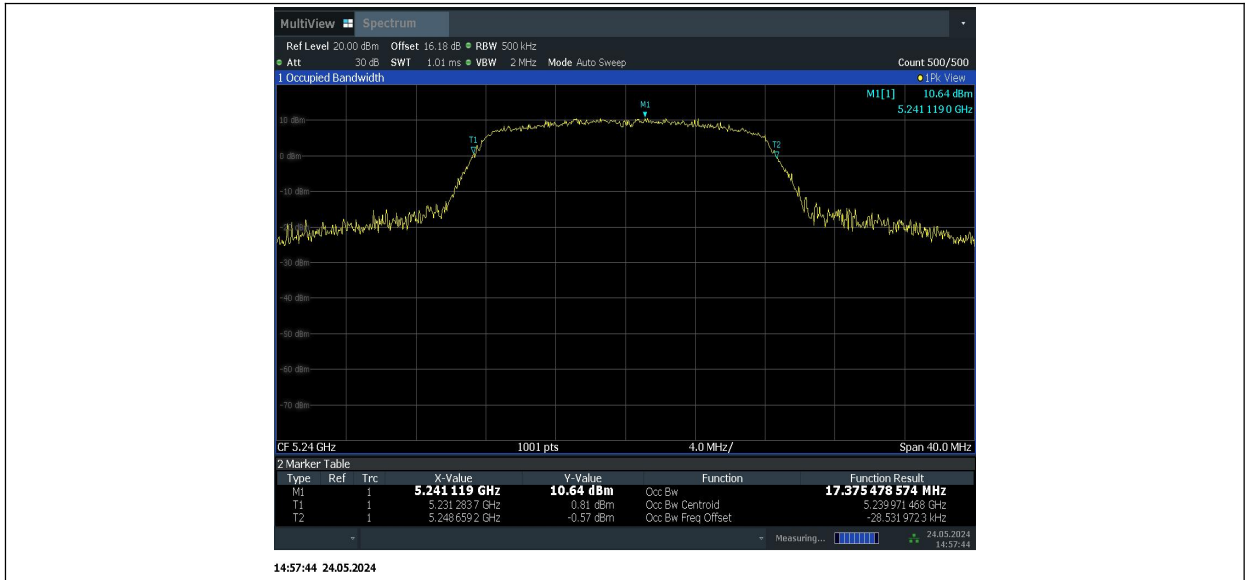 MultiView Spectrum
Ref Level 20.00 dBm Offset 16.18 dB RBW 500 kHz
Att 30 dB SWT 1.01 ms VBW 2 MHz Mode Auto Sweep Count 500/500
1 Occupied Bandwidth 1Pk View
M1[1] 10.64 dBm
5.241 119 0 GHz
M1
10 dBm
T1
T2
0 dBm
-10 dBm
-20 dBm
-30 dBm
-40 dBm
-50 dBm
-60 dBm
-70 dBm
CF 5.24 GHz 1001 pts 4.0 MHz/ Span 40.0 MHz
2 Marker Table
Type Ref Trc X-Value Y-Value Function Function Result
M1 1 5.241 119 GHz 10.64 dBm Occ Bw 17.375 478 574 MHz
T1 1 5.231 283 7 GHz 0.81 dBm Occ Bw Centroid 5.239 971 468 GHz
T2 1 5.248 659 2 GHz -0.57 dBm Occ Bw Freq Offset -28.531 972 3 kHz
Measuring... 24.05.2024
14:57:44
14:57:44 24.05.2024